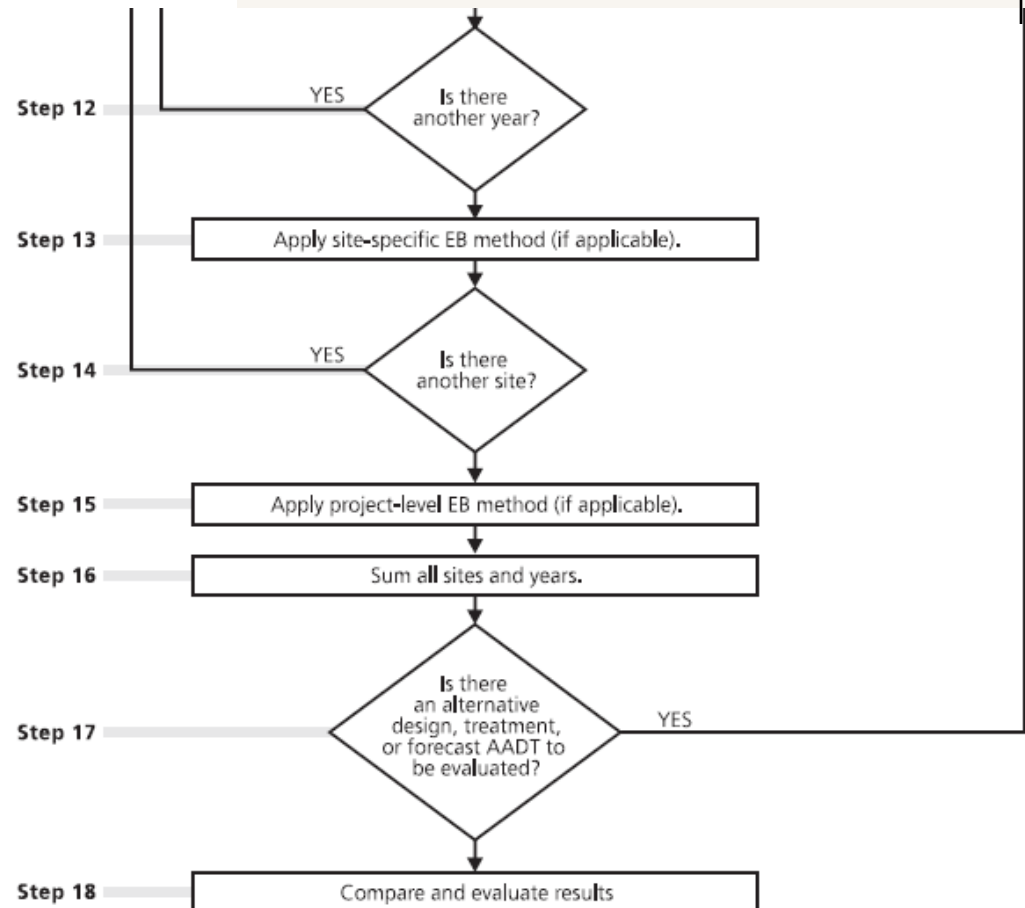 YES
Step 12
Is there
another year?
Step 13
Apply site-specific EB method (if applicable).
YES
Step 14
Is there
another site?
Step 15
Apply project-level EB method (if applicable).
Step 16
Sum all sites and years.
Is there
an alternative
design, treatment,
or forecast AADT to
be evaluated?
YES
Step 17
Step 18
Compare and evaluate results